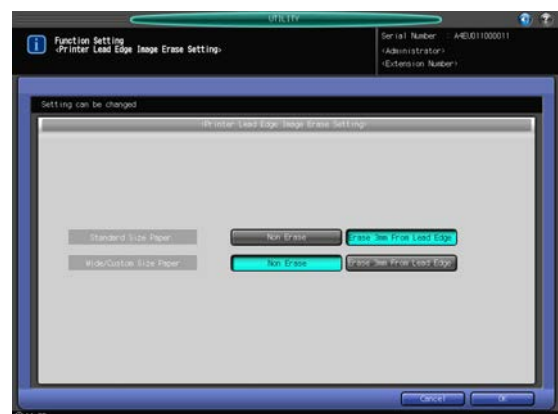 UTILITY
Function Setting
<Printer Lead Edge Image Erase Setting>
Serial Number : A4EU011000011
<Administrator>
<Extension Number>
Setting can be changed
<Printer Lead Edge Image Erase Setting>
Standard Size Paper
Non Erase
Erase 3mm From Lead Edge
Wide/Custom Size Paper
Non Erase
Erase 3mm From Lead Edge
Cancel
OK